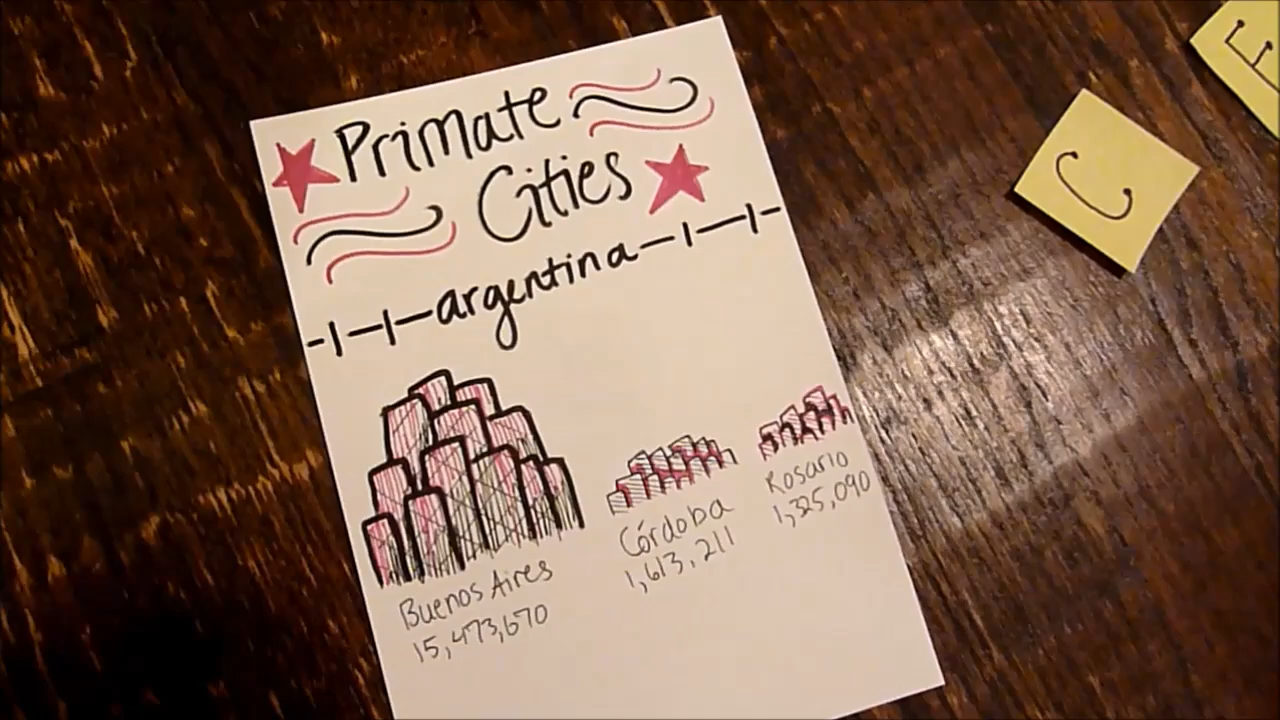 Primate
Cities
argentina
Buenos Aires
15,473,670
Córdoba
1,613,211
Rosario
1,325,090
C
E